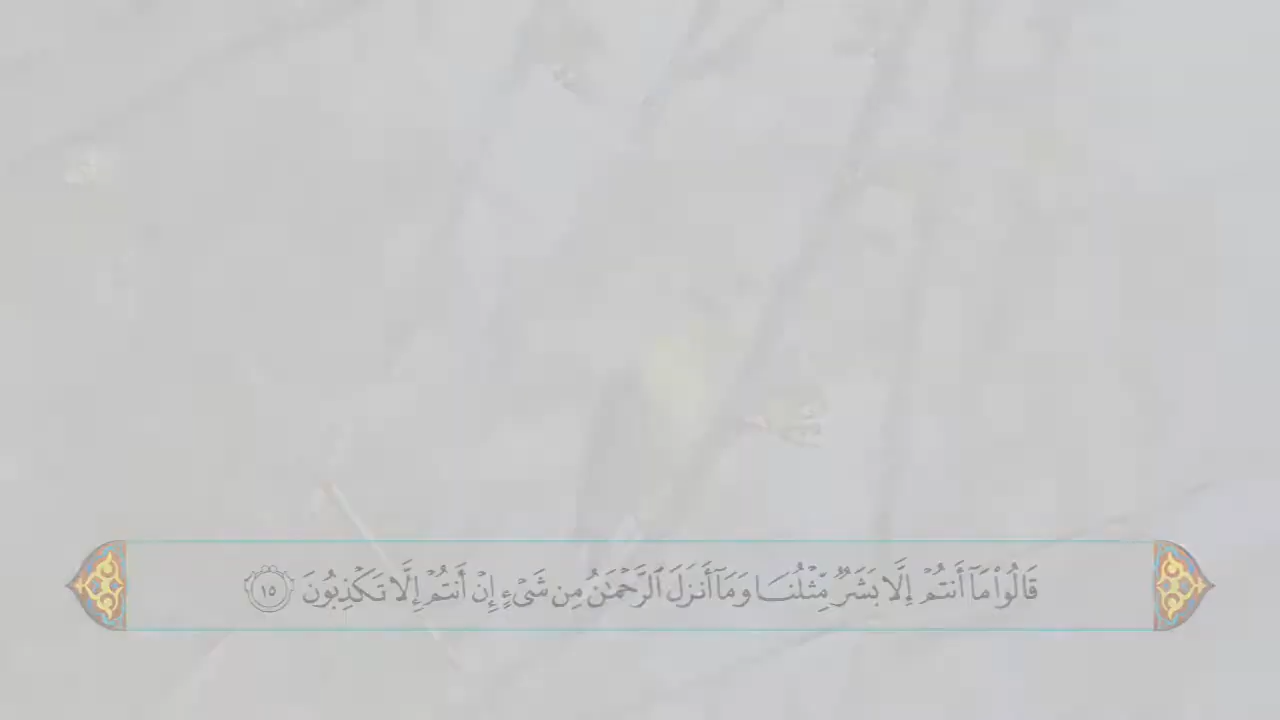 قَالُوا۟ مَآ أَنتُمْ إِلَّا بَشَرٌ مِّثْلُنَا وَمَآ أَنزَلَ ٱلرَّحْمَـٰنُ مِن شَىْءٍ إِنْ أَنتُمْ إِلَّا تَكْذِبُونَ ١٥